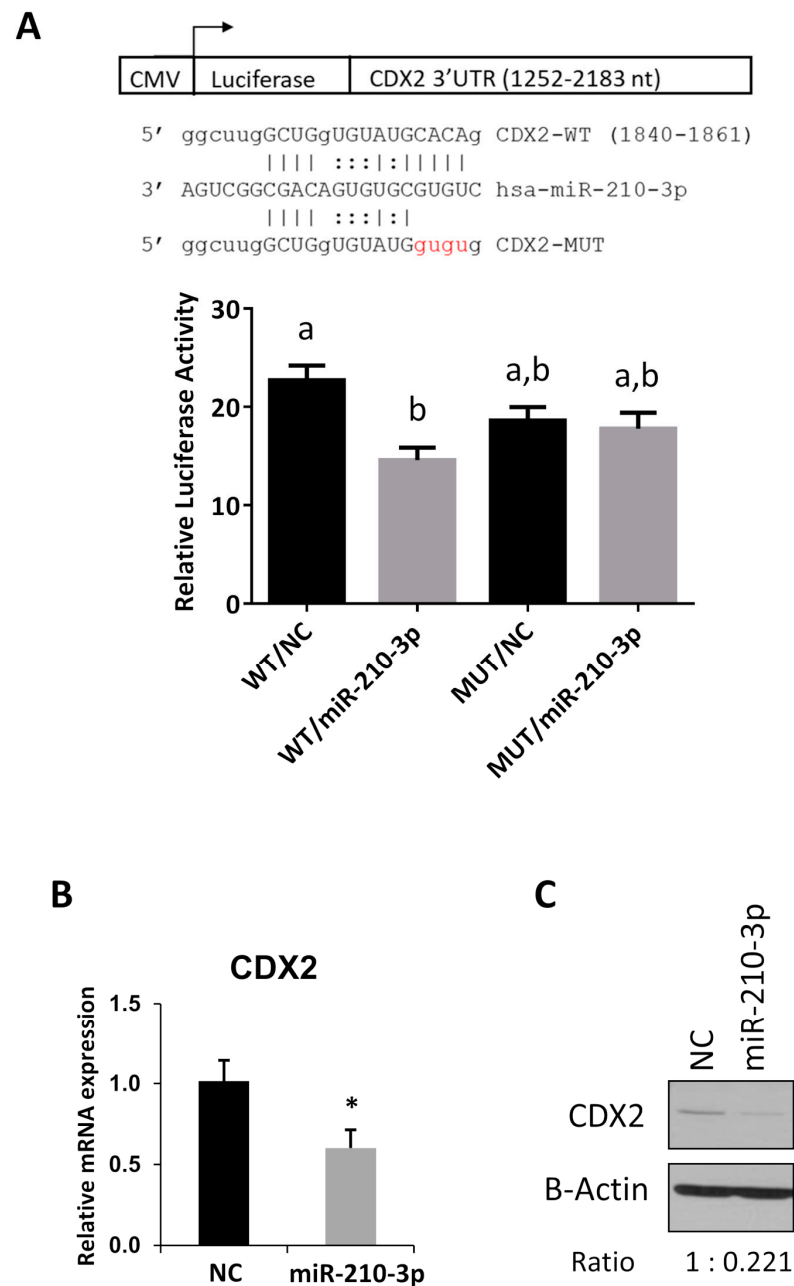 A
CMV Luciferase CDX2 3’UTR (1252-2183 nt)
5’ ggcuugGCUGgUGUAUGCACAg CDX2-WT (1840-1861)
|||| :::|:|||||
3’ AGUCGGCGACAGUGUGCGUGUC hsa-miR-210-3p
|||| :::|:|
5’ ggcuugGCUGgUGUAUGgugug CDX2-MUT
Relative Luciferase Activity
30
20
10
0
a
b
a,b
a,b
WT/NC
WT/miR-210-3p
MUT/NC
MUT/miR-210-3p
B
CDX2
Relative mRNA expression
1.5
1.0
0.5
0.0
*
NC miR-210-3p
C
NC miR-210-3p
CDX2
B-Actin
Ratio 1 : 0.221